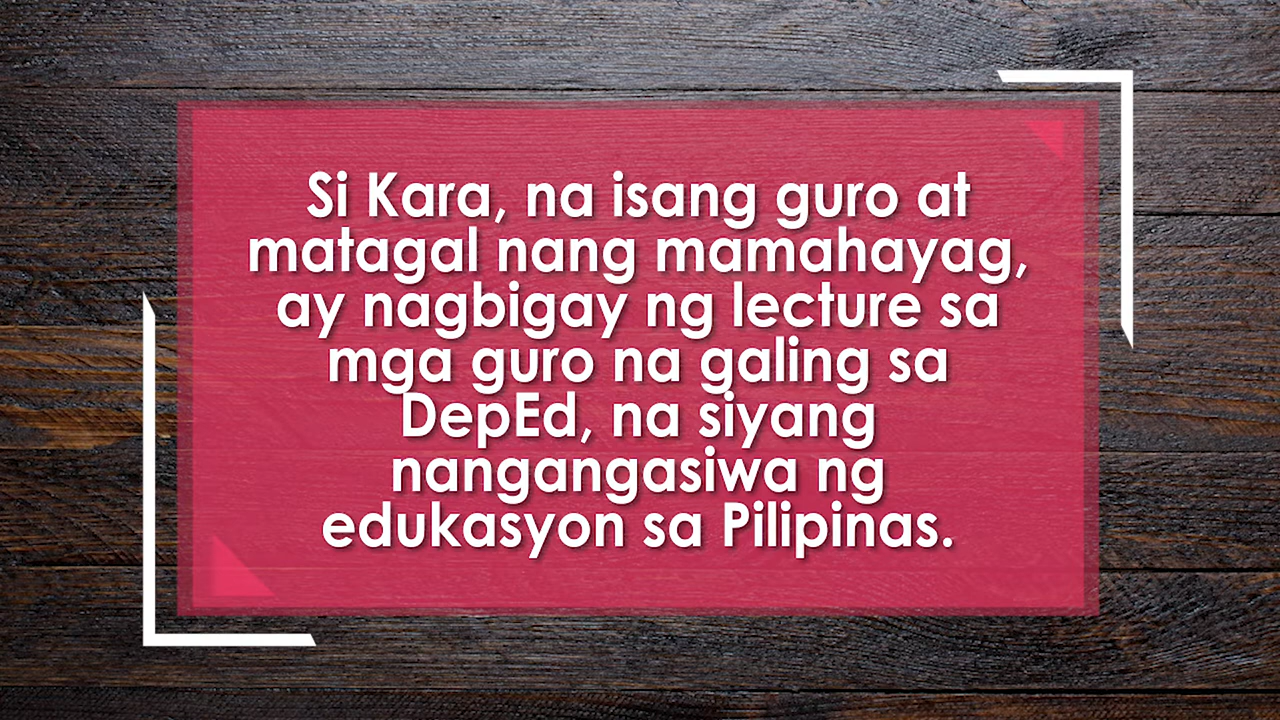 Si Kara, na isang guro at
matagal nang mamahayag,
ay nagbigay ng lecture sa
mga guro na galing sa
DepEd, na siyang
nangangasiwa ng
edukasyon sa Pilipinas.